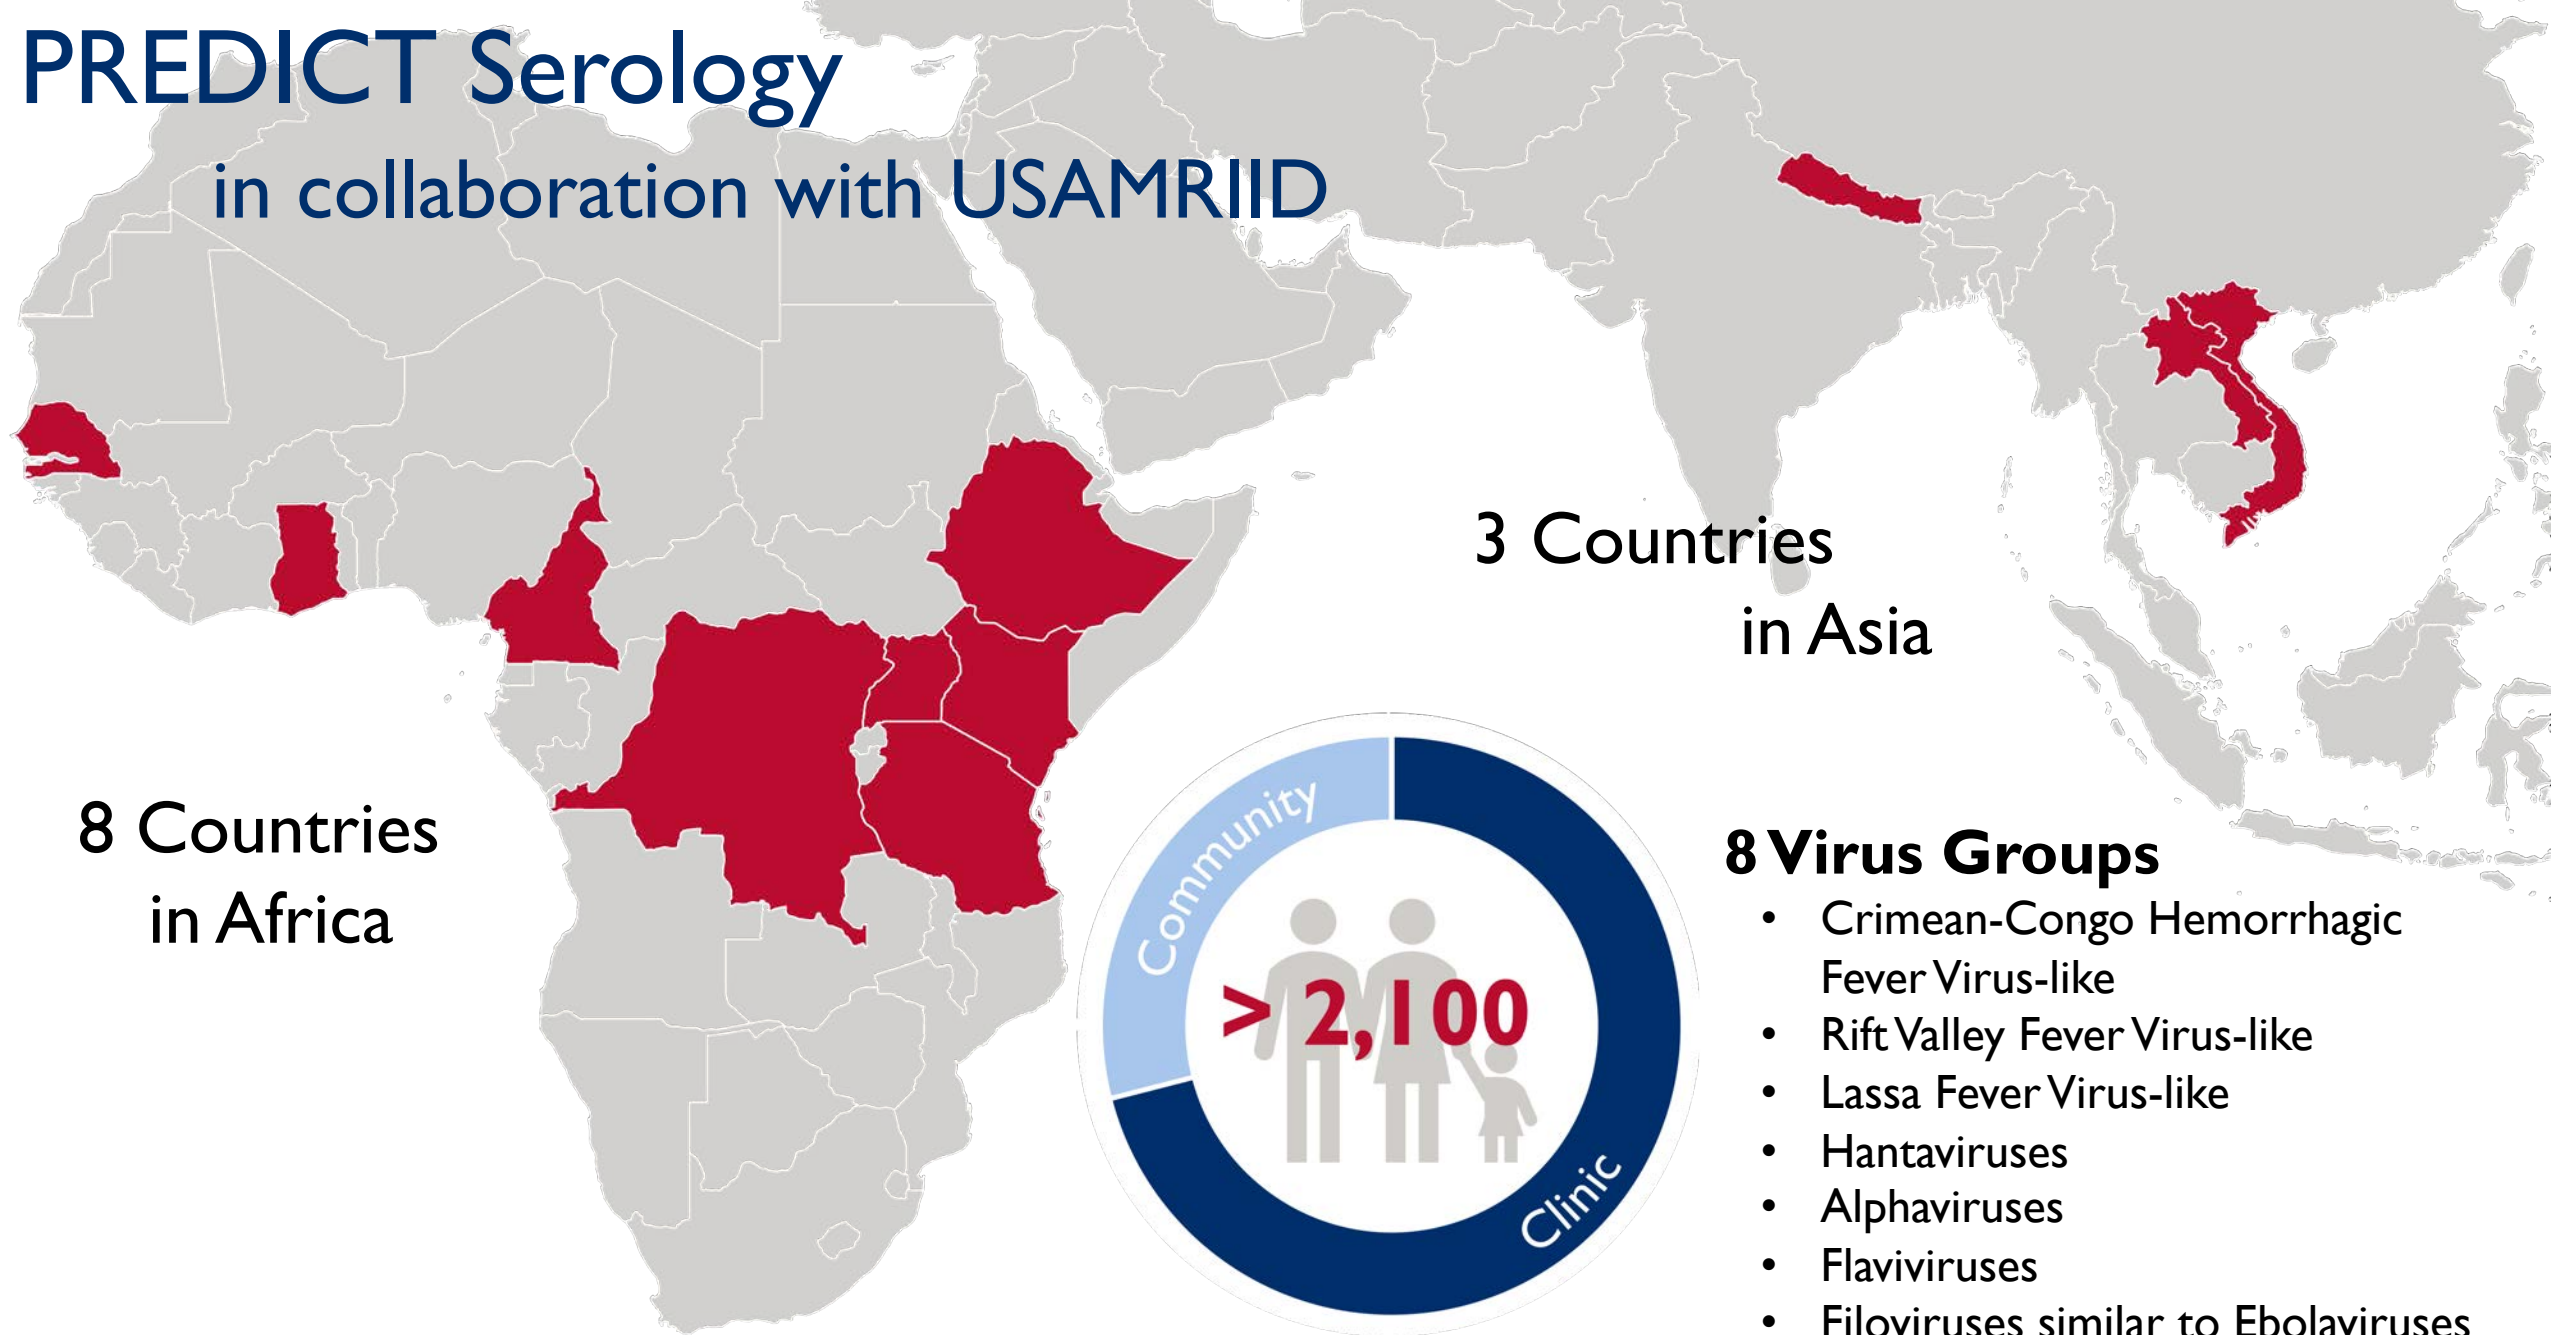 PREDICT Serology
in collaboration with USAMRIID
3 Countries
in Asia
8 Countries
in Africa
Community
> 2,100
Clinic
8 Virus Groups
• Crimean-Congo Hemorrhagic
Fever Virus-like
• Rift Valley Fever Virus-like
• Lassa Fever Virus-like
• Hantaviruses
• Alphaviruses
• Flaviviruses
• Filoviruses similar to Ebolaviruses